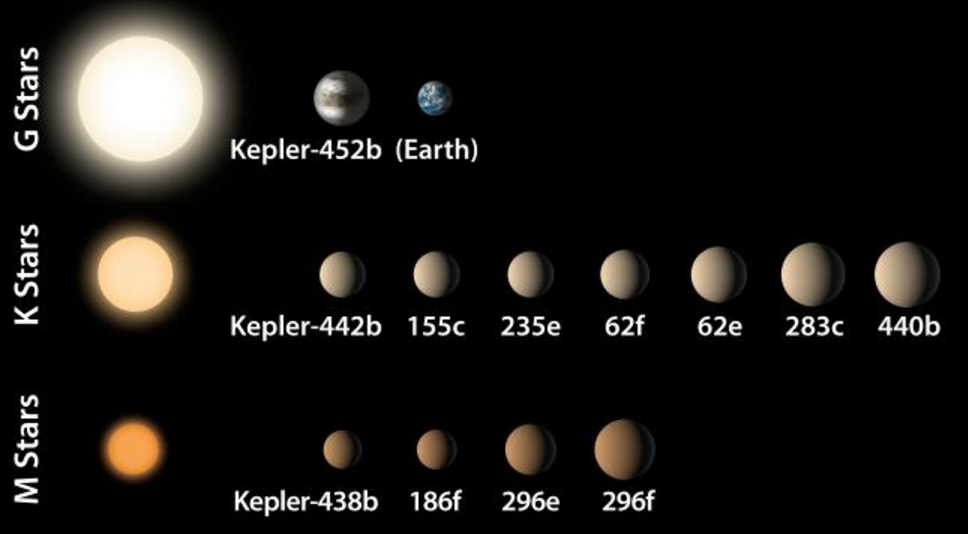 G Stars
Kepler-452b (Earth)
K Stars
Kepler-442b 155c 235e 62f 62e 283c 440b
M Stars
Kepler-438b 186f 296e 296f